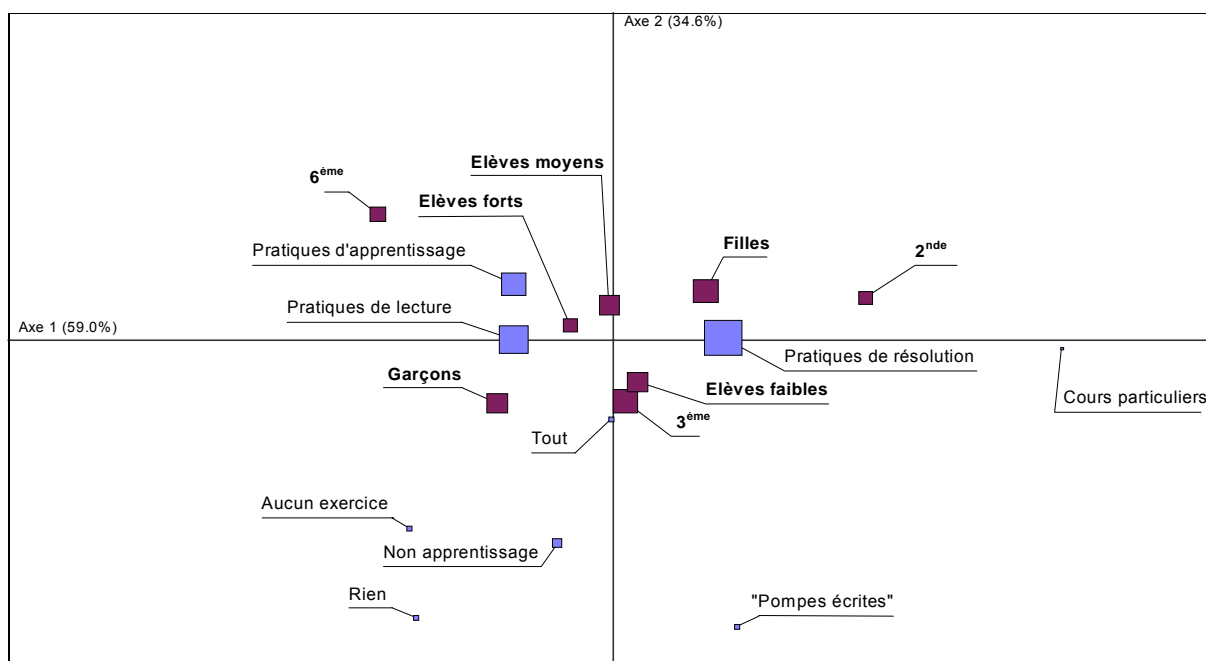 Axe 2 (34.6%)
Elèves moyens
6ème
Elèves forts
Filles
2nde
Pratiques d'apprentissage
Pratiques de lecture
Axe 1 (59.0%)
Pratiques de résolution
Garçons
Elèves faibles
Cours particuliers
3ème
Tout
Aucun exercice
Non apprentissage
Rien
"Pompes écrites"